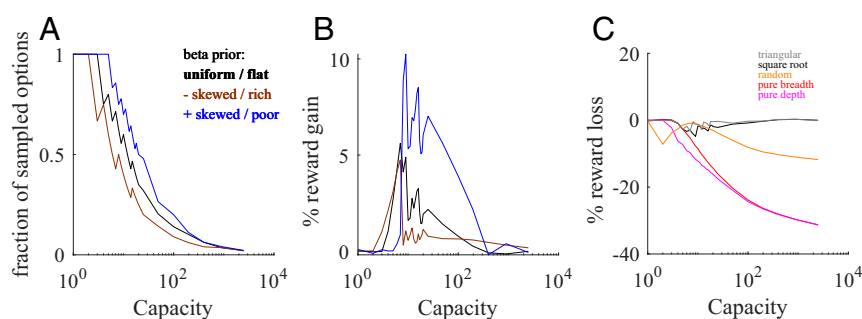 A
fraction of sampled options
1
0.5
0
10^0
10^2
10^4
Capacity
beta prior:
uniform / flat
- skewed / rich
+ skewed / poor
B
% reward gain
10
5
0
10^0
10^2
10^4
Capacity
C
% reward loss
20
0
-20
-40
10^0
10^2
10^4
Capacity
triangular
square root
random
pure breadth
pure depth